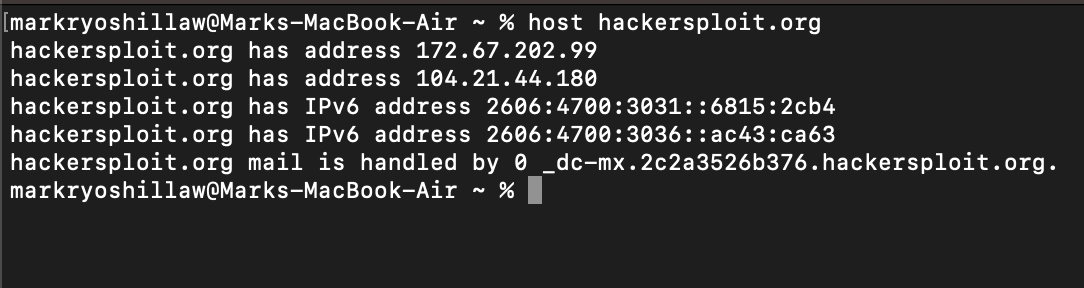 [markryoshillaw@Marks-MacBook-Air ~ % host hackersploit.org
hackersploit.org has address 172.67.202.99
hackersploit.org has address 104.21.44.180
hackersploit.org has IPv6 address 2606:4700:3031::6815:2cb4
hackersploit.org has IPv6 address 2606:4700:3036::ac43:ca63
hackersploit.org mail is handled by 0 _dc-mx.2c2a3526b376.hackersploit.org.
markryoshillaw@Marks-MacBook-Air ~ %